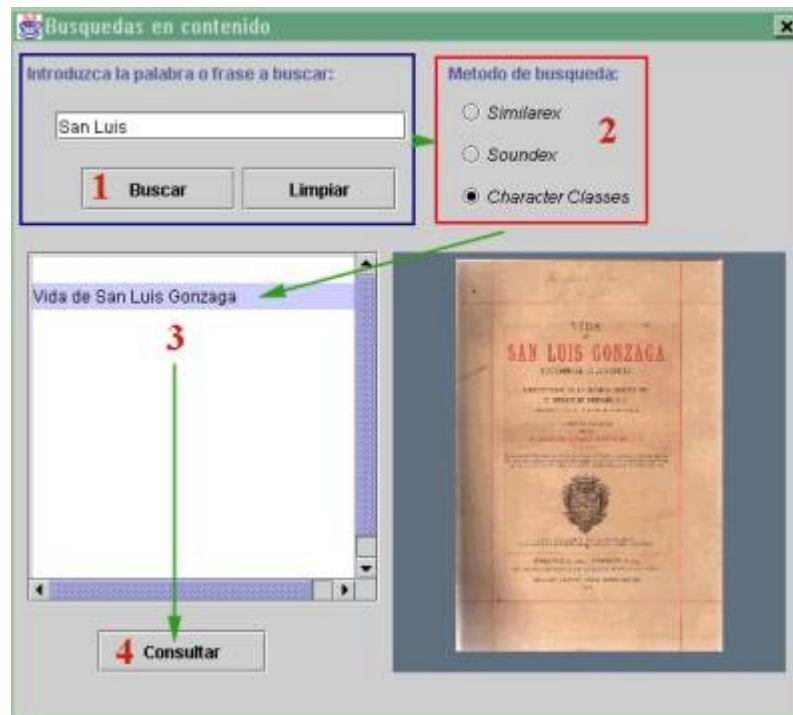 Busquedas en contenido
Introduzca la palabra o frase a buscar:
San Luis
1 Buscar Limpiar
Metodo de busqueda:
Similarex
2
Soundex
Character Classes
Vida de San Luis Gonzaga
3
4 Consultar
VIDA
SAN LUIS GONZAGA